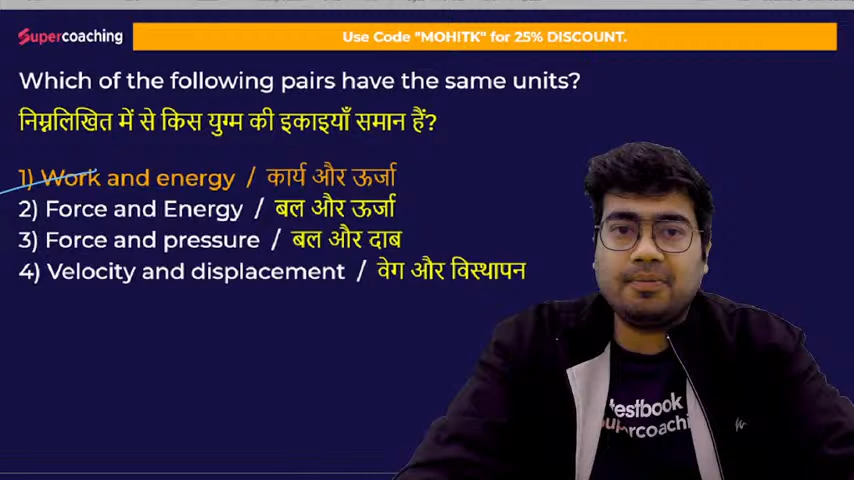 Supercoaching
Use Code "MOHITK" for 25% DISCOUNT.
Which of the following pairs have the same units?
निम्नलिखित में से किस युग्म की इकाइयाँ समान हैं?
1) Work and energy / कार्य और ऊर्जा
2) Force and Energy / बल और ऊर्जा
3) Force and pressure / बल और दाब
4) Velocity and displacement / वेग और विस्थापन
testbook
supercoachi